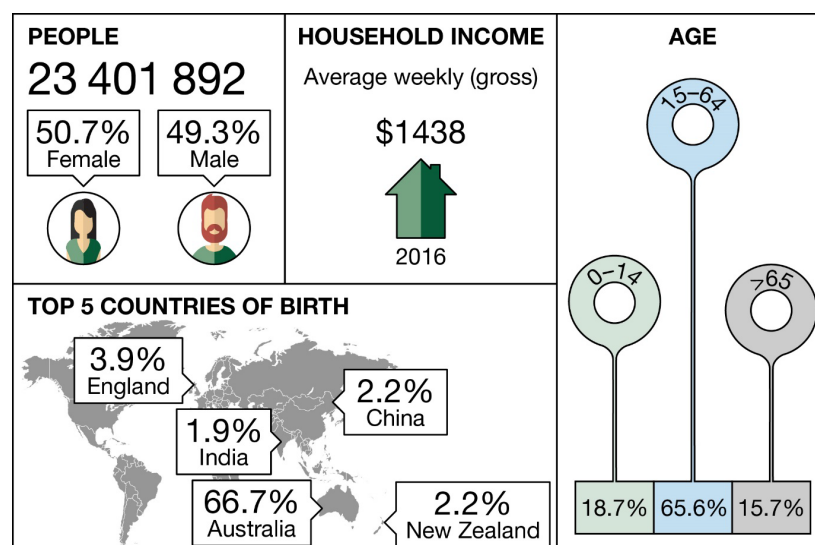 PEOPLE
23 401 892
50.7%
Female
49.3%
Male
HOUSEHOLD INCOME
Average weekly (gross)
$1438
2016
AGE
15–64
0–14
>65
18.7%
65.6%
15.7%
TOP 5 COUNTRIES OF BIRTH
3.9%
England
2.2%
China
1.9%
India
66.7%
Australia
2.2%
New Zealand